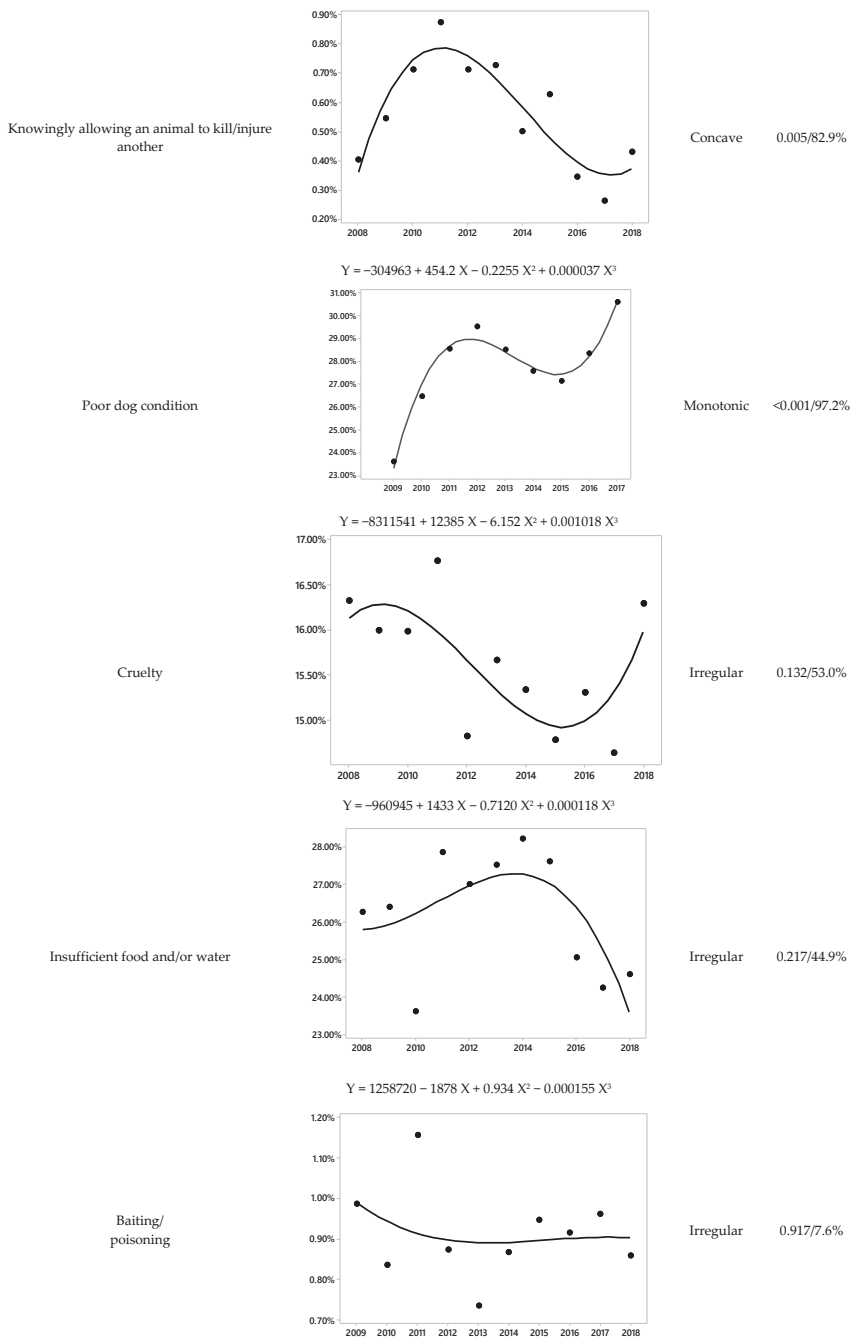 0.90%
0.80%
0.70%
0.60%
0.50%
0.40%
0.30%
0.20%
2008 2010 2012 2014 2016 2018
Knowingly allowing an animal to kill/injure
another
Concave 0.005/82.9%
Y = −304963 + 454.2 X − 0.2255 X² + 0.000037 X³
31.00%
30.00%
29.00%
28.00%
27.00%
26.00%
25.00%
24.00%
23.00%
2009 2010 2011 2012 2013 2014 2015 2016 2017
Poor dog condition
Monotonic <0.001/97.2%
Y = −8311541 + 12385 X − 6.152 X² + 0.001018 X³
17.00%
16.50%
16.00%
15.50%
15.00%
2008 2010 2012 2014 2016 2018
Cruelty
Irregular 0.132/53.0%
Y = −960945 + 1433 X − 0.7120 X² + 0.000118 X³
28.00%
27.00%
26.00%
25.00%
24.00%
23.00%
2008 2010 2012 2014 2016 2018
Insufficient food and/or water
Irregular 0.217/44.9%
Y = 1258720 − 1878 X + 0.934 X² − 0.000155 X³
1.20%
1.10%
1.00%
0.90%
0.80%
0.70%
2009 2010 2011 2012 2013 2014 2015 2016 2017 2018
Baiting/
poisoning
Irregular 0.917/7.6%